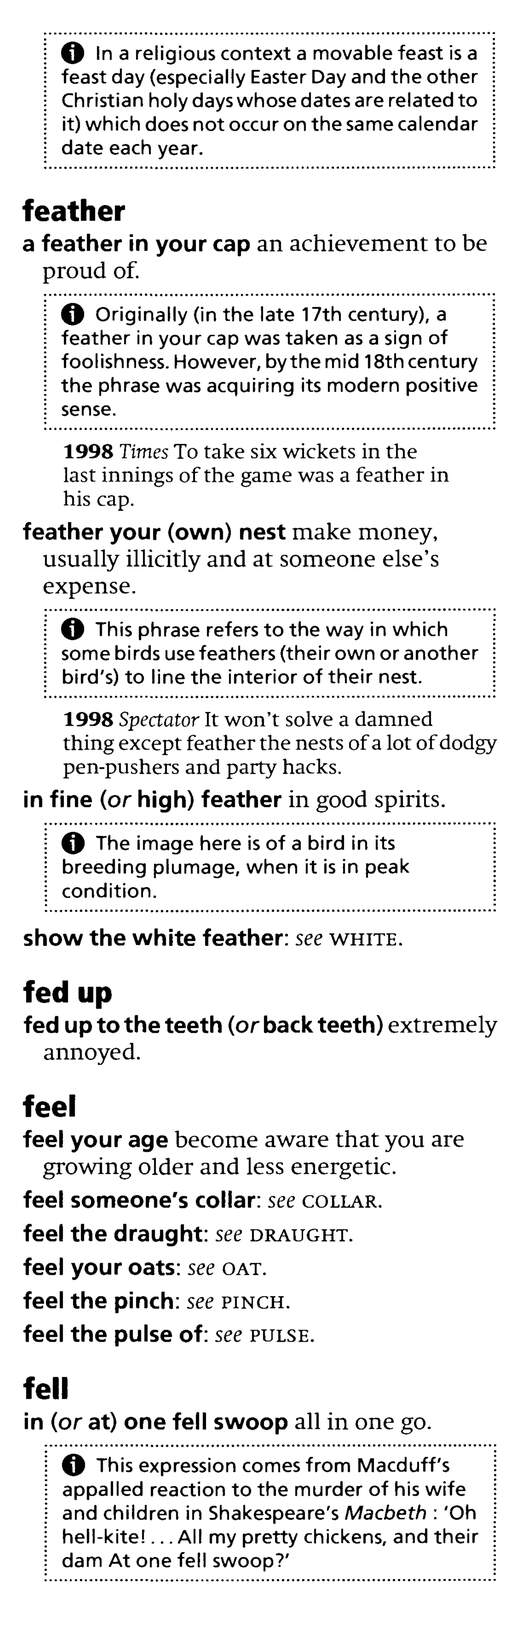 i In a religious context a movable feast is a
feast day (especially Easter Day and the other
Christian holy days whose dates are related to
it) which does not occur on the same calendar
date each year.
feather
a feather in your cap an achievement to be
proud of.
i Originally (in the late 17th century), a
feather in your cap was taken as a sign of
foolishness. However, by the mid 18th century
the phrase was acquiring its modern positive
sense.
1998 Times To take six wickets in the
last innings of the game was a feather in
his cap.
feather your (own) nest make money,
usually illicitly and at someone else's
expense.
i This phrase refers to the way in which
some birds use feathers (their own or another
bird's) to line the interior of their nest.
1998 Spectator It won't solve a damned
thing except feather the nests of a lot of dodgy
pen-pushers and party hacks.
in fine (or high) feather in good spirits.
i The image here is of a bird in its
breeding plumage, when it is in peak
condition.
show the white feather: see WHITE.
fed up
fed up to the teeth (or back teeth) extremely
annoyed.
feel
feel your age become aware that you are
growing older and less energetic.
feel someone's collar: see COLLAR.
feel the draught: see DRAUGHT.
feel your oats: see OAT.
feel the pinch: see PINCH.
feel the pulse of: see PULSE.
fell
in (or at) one fell swoop all in one go.
i This expression comes from Macduff's
appalled reaction to the murder of his wife
and children in Shakespeare's Macbeth : 'Oh
hell-kite! . . . All my pretty chickens, and their
dam At one fell swoop?'